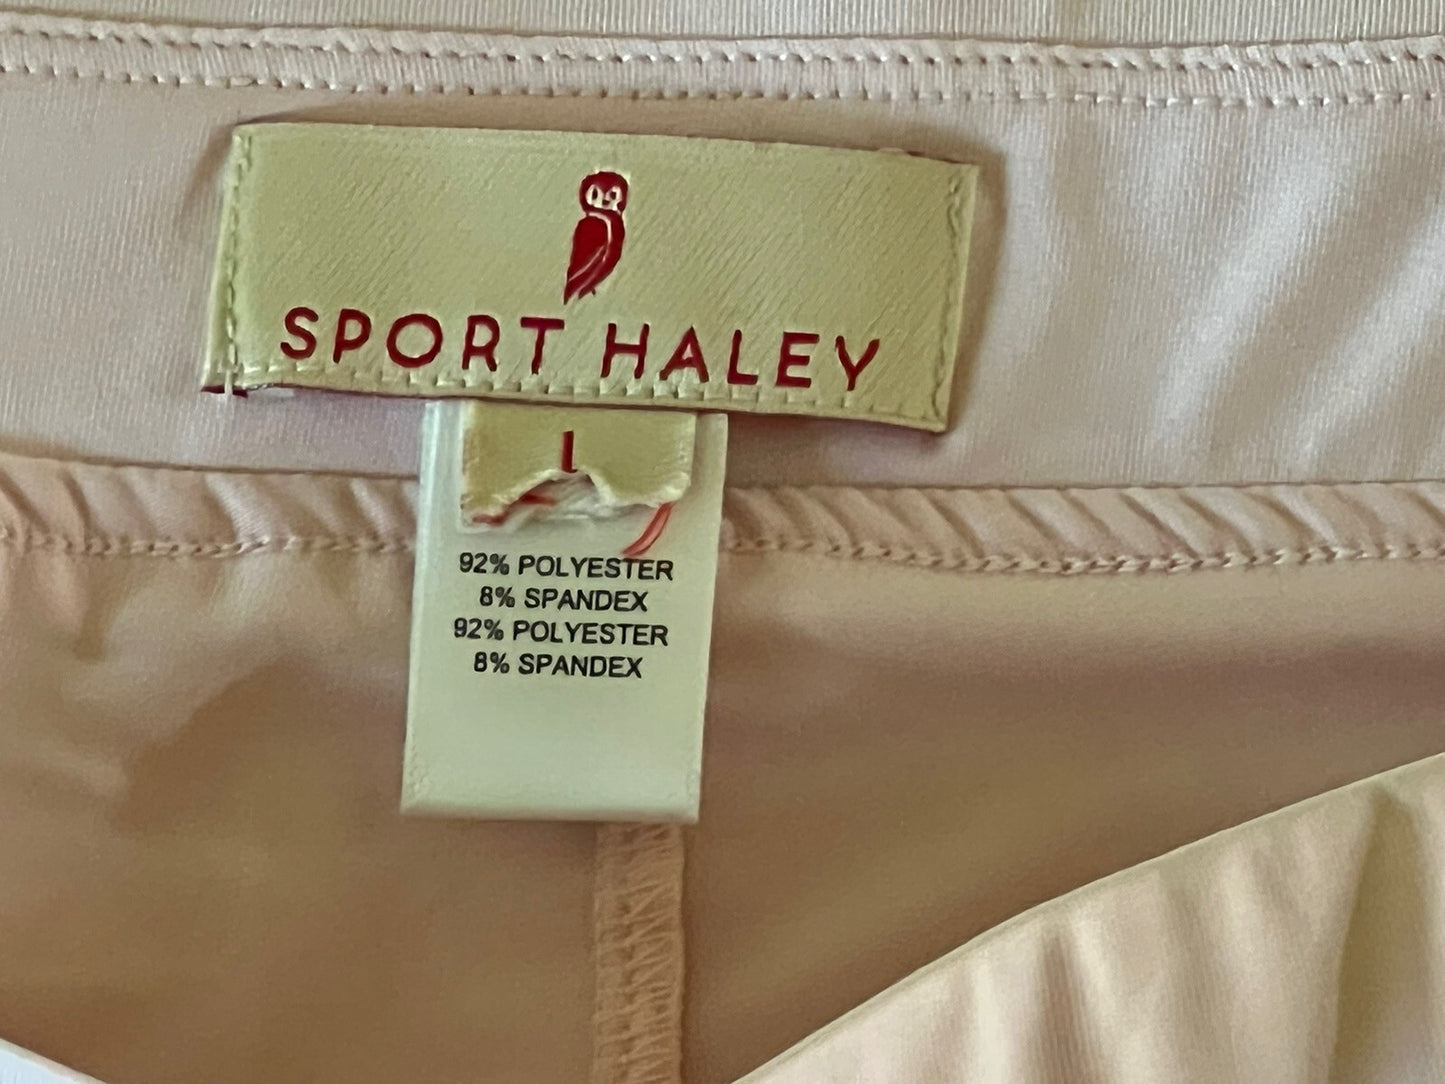 SPORT HALEY
92% POLYESTER
8% SPANDEX
92% POLYESTER
8% SPANDEX